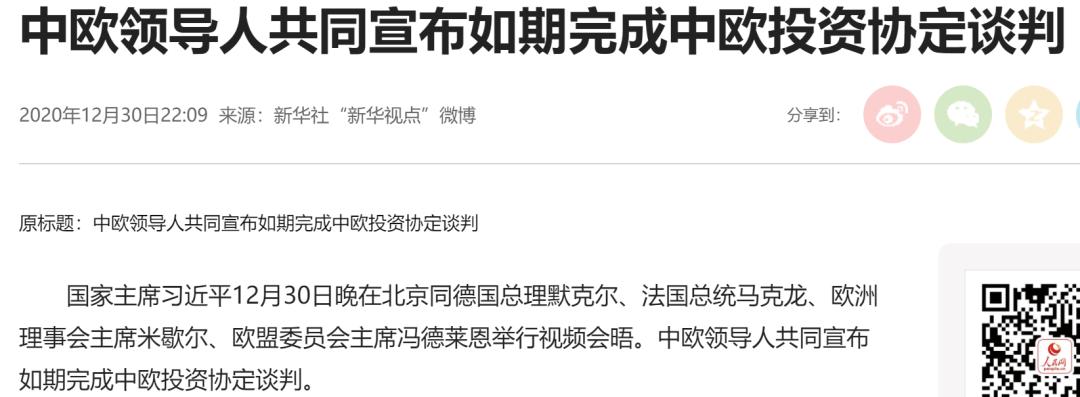 中欧领导人共同宣布如期完成中欧投资协定谈判
2020年12月30日22:09 来源：新华社“新华视点”微博
分享到：
原标题：中欧领导人共同宣布如期完成中欧投资协定谈判
国家主席习近平12月30日晚在北京同德国总理默克尔、法国总统马克龙、欧洲
理事会主席米歇尔、欧盟委员会主席冯德莱恩举行视频会晤。中欧领导人共同宣布
如期完成中欧投资协定谈判。
人民网
people.cn